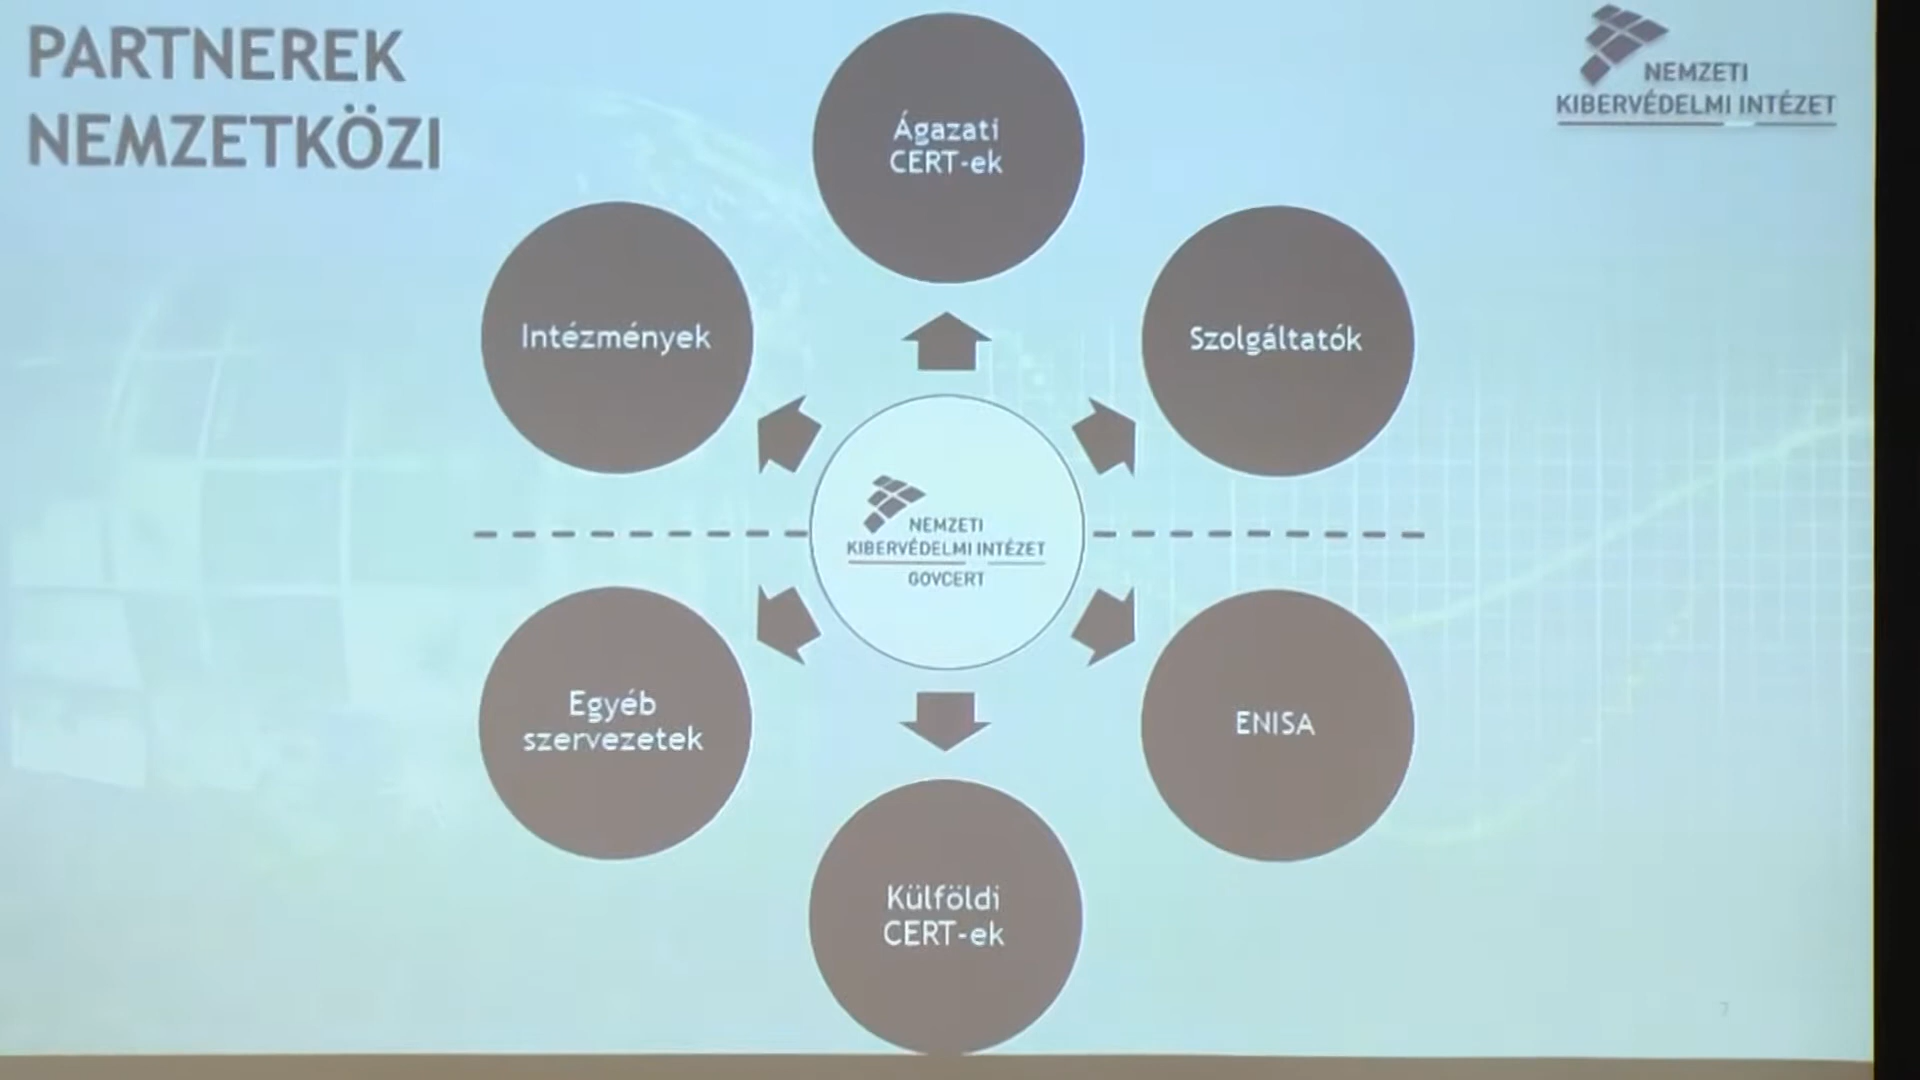 PARTNEREK
NEMZETKÖZI
NEMZETI
KIBERVÉDELMI INTÉZET
Ágazati
CERT-ek
Intézmények
Szolgáltatók
NEMZETI
KIBERVÉDELMI INTÉZET
GOVCERT
Egyéb
szervezetek
ENISA
Külföldi
CERT-ek
7